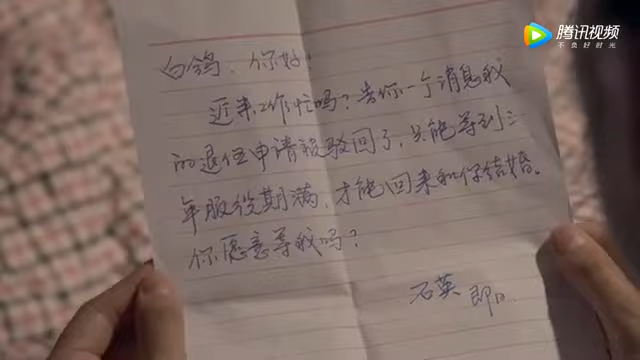 腾讯视频
不负好时光
白鸽，你好！
近来工作忙吗？告你一个消息我
的退伍申请被驳回了，只能等到三
年服役期满，才能回来和你结婚。
你愿意等我吗？
石英 即日